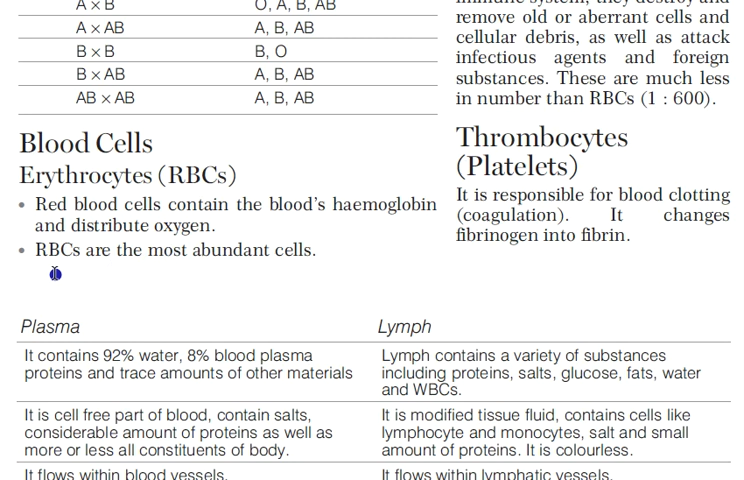 A × B O, A, B, AB
A × AB A, B, AB
B × B B, O
B × AB A, B, AB
AB × AB A, B, AB
Blood Cells
Erythrocytes (RBCs)
• Red blood cells contain the blood's haemoglobin
and distribute oxygen.
• RBCs are the most abundant cells.
immune system, they destroy and
remove old or aberrant cells and
cellular debris, as well as attack
infectious agents and foreign
substances. These are much less
in number than RBCs (1 : 600).
Thrombocytes
(Platelets)
It is responsible for blood clotting
(coagulation). It changes
fibrinogen into fibrin.
Plasma Lymph
It contains 92% water, 8% blood plasma
proteins and trace amounts of other materials
Lymph contains a variety of substances
including proteins, salts, glucose, fats, water
and WBCs.
It is cell free part of blood, contain salts,
considerable amount of proteins as well as
more or less all constituents of body.
It is modified tissue fluid, contains cells like
lymphocyte and monocytes, salt and small
amount of proteins. It is colourless.
It flows within blood vessels.
It flows within lymphatic vessels.